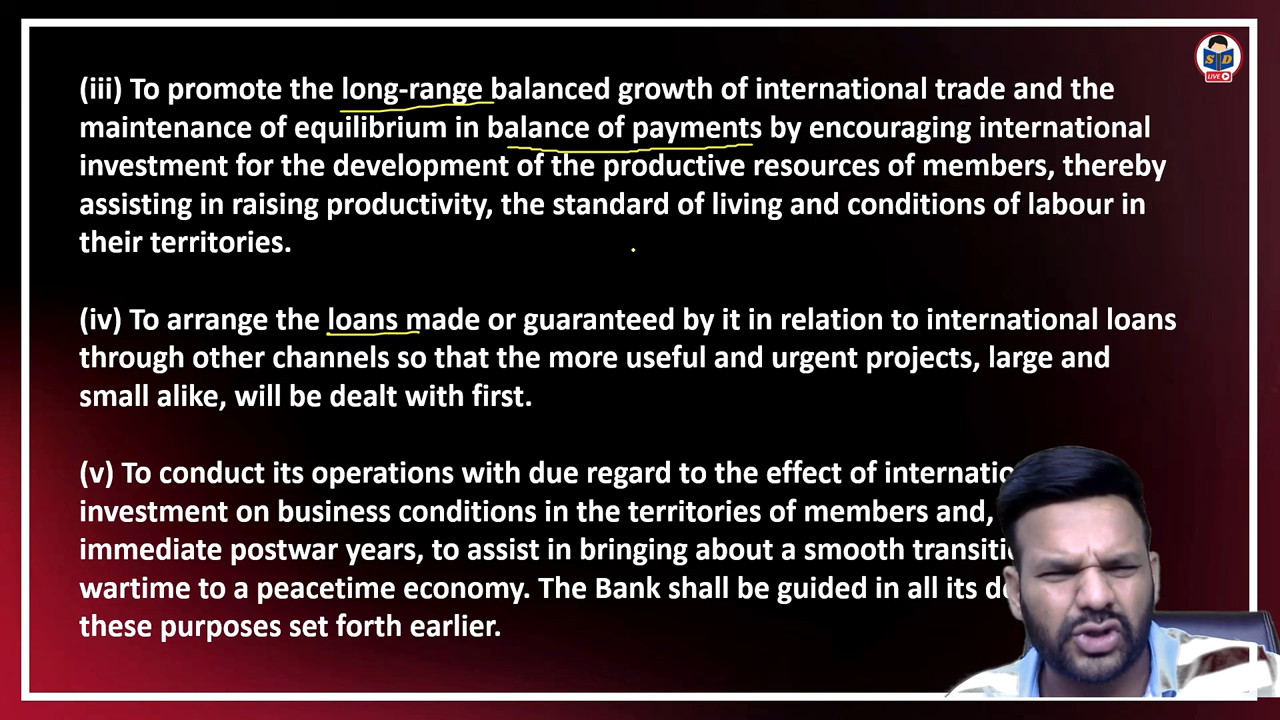 S D
LIVE
(iii) To promote the long-range balanced growth of international trade and the
maintenance of equilibrium in balance of payments by encouraging international
investment for the development of the productive resources of members, thereby
assisting in raising productivity, the standard of living and conditions of labour in
their territories.
(iv) To arrange the loans made or guaranteed by it in relation to international loans
through other channels so that the more useful and urgent projects, large and
small alike, will be dealt with first.
(v) To conduct its operations with due regard to the effect of
investment on business conditions in the territories of members and,
immediate postwar years, to assist in bringing about a smooth
wartime to a peacetime economy. The Bank shall be guided in all its
these purposes set forth earlier.